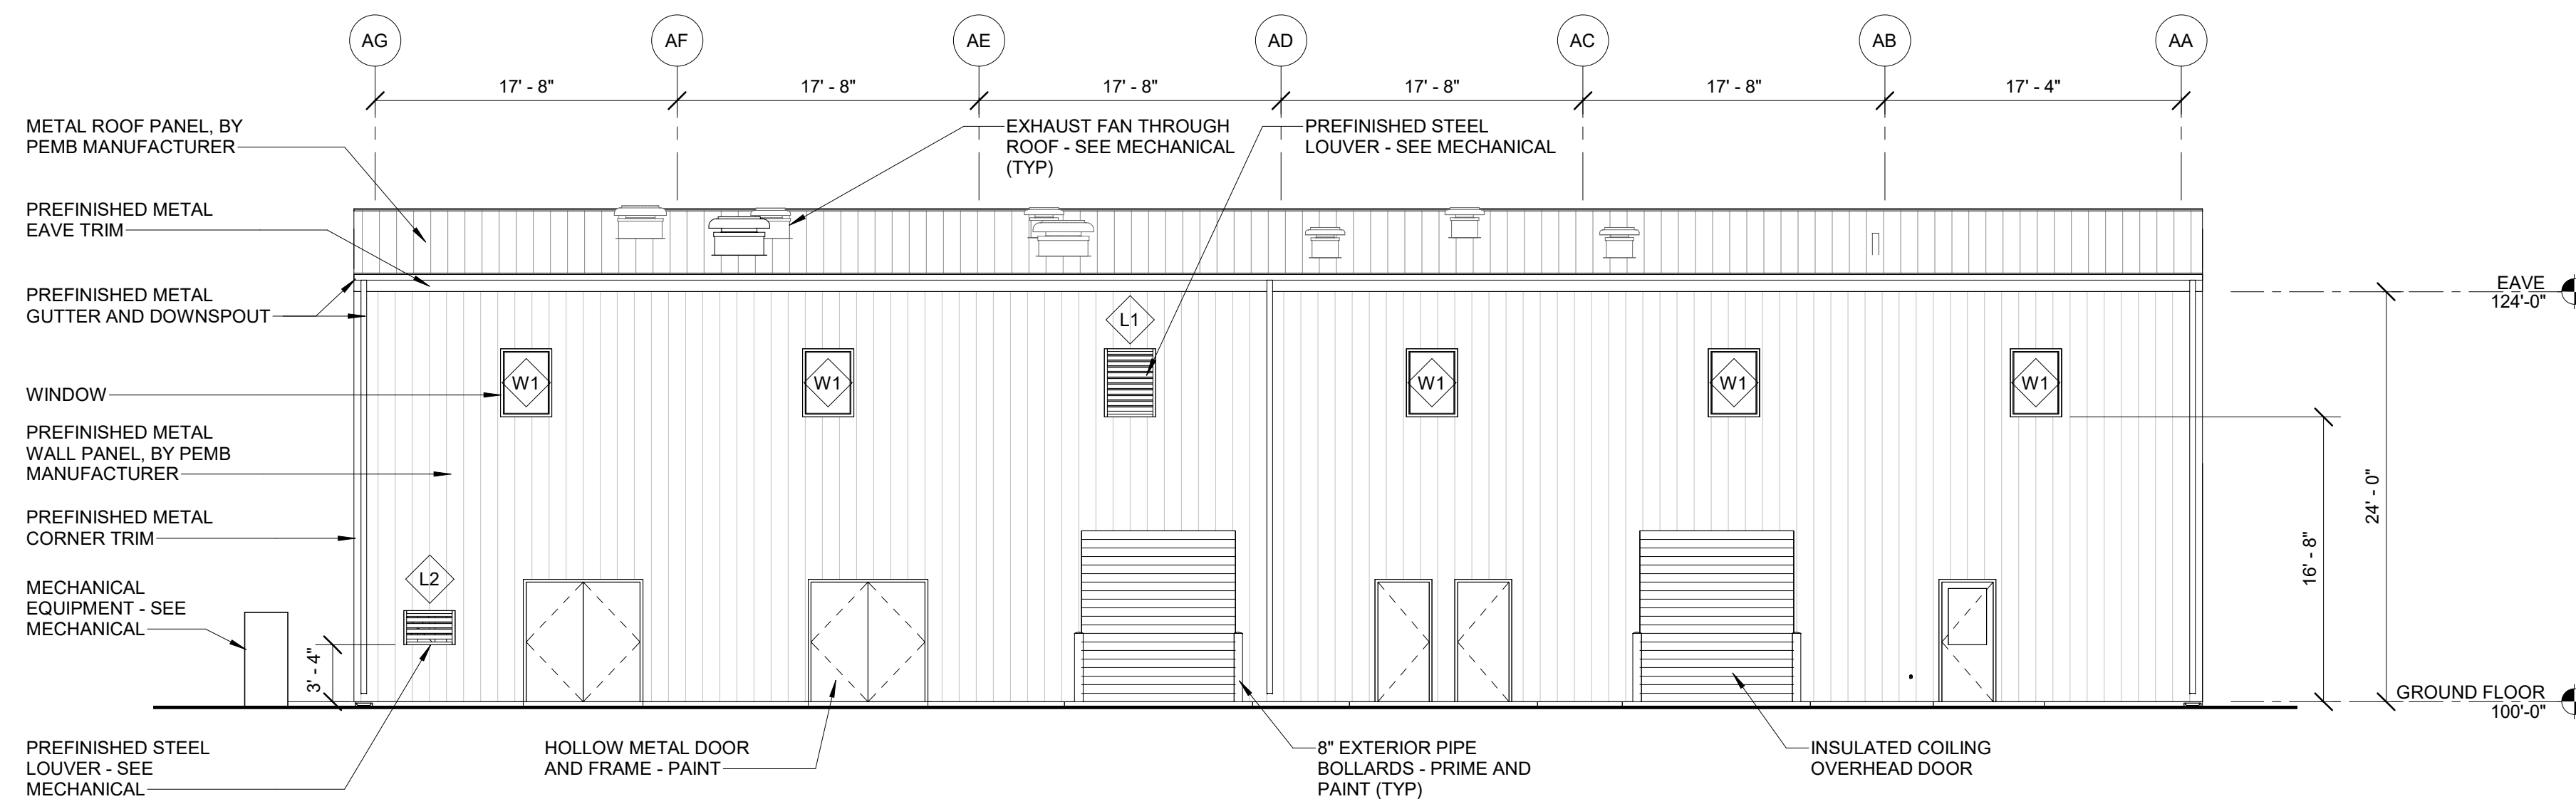 AG
AF
AE
AD
AC
AB
AA
17' - 8"
17' - 8"
17' - 8"
17' - 8"
17' - 8"
17' - 4"
METAL ROOF PANEL, BY
PEMB MANUFACTURER
EXHAUST FAN THROUGH
ROOF - SEE MECHANICAL
(TYP)
PREFINISHED STEEL
LOUVER - SEE MECHANICAL
PREFINISHED METAL
EAVE TRIM
PREFINISHED METAL
GUTTER AND DOWNSPOUT
EAVE
124'-0"
L1
WINDOW
W1
W1
W1
W1
W1
PREFINISHED METAL
WALL PANEL, BY PEMB
MANUFACTURER
24' - 0"
16' - 8"
PREFINISHED METAL
CORNER TRIM
L2
MECHANICAL
EQUIPMENT - SEE
MECHANICAL
3' - 4"
GROUND FLOOR
100'-0"
PREFINISHED STEEL
LOUVER - SEE
MECHANICAL
HOLLOW METAL DOOR
AND FRAME - PAINT
8" EXTERIOR PIPE
BOLLARDS - PRIME AND
PAINT (TYP)
INSULATED COILING
OVERHEAD DOOR